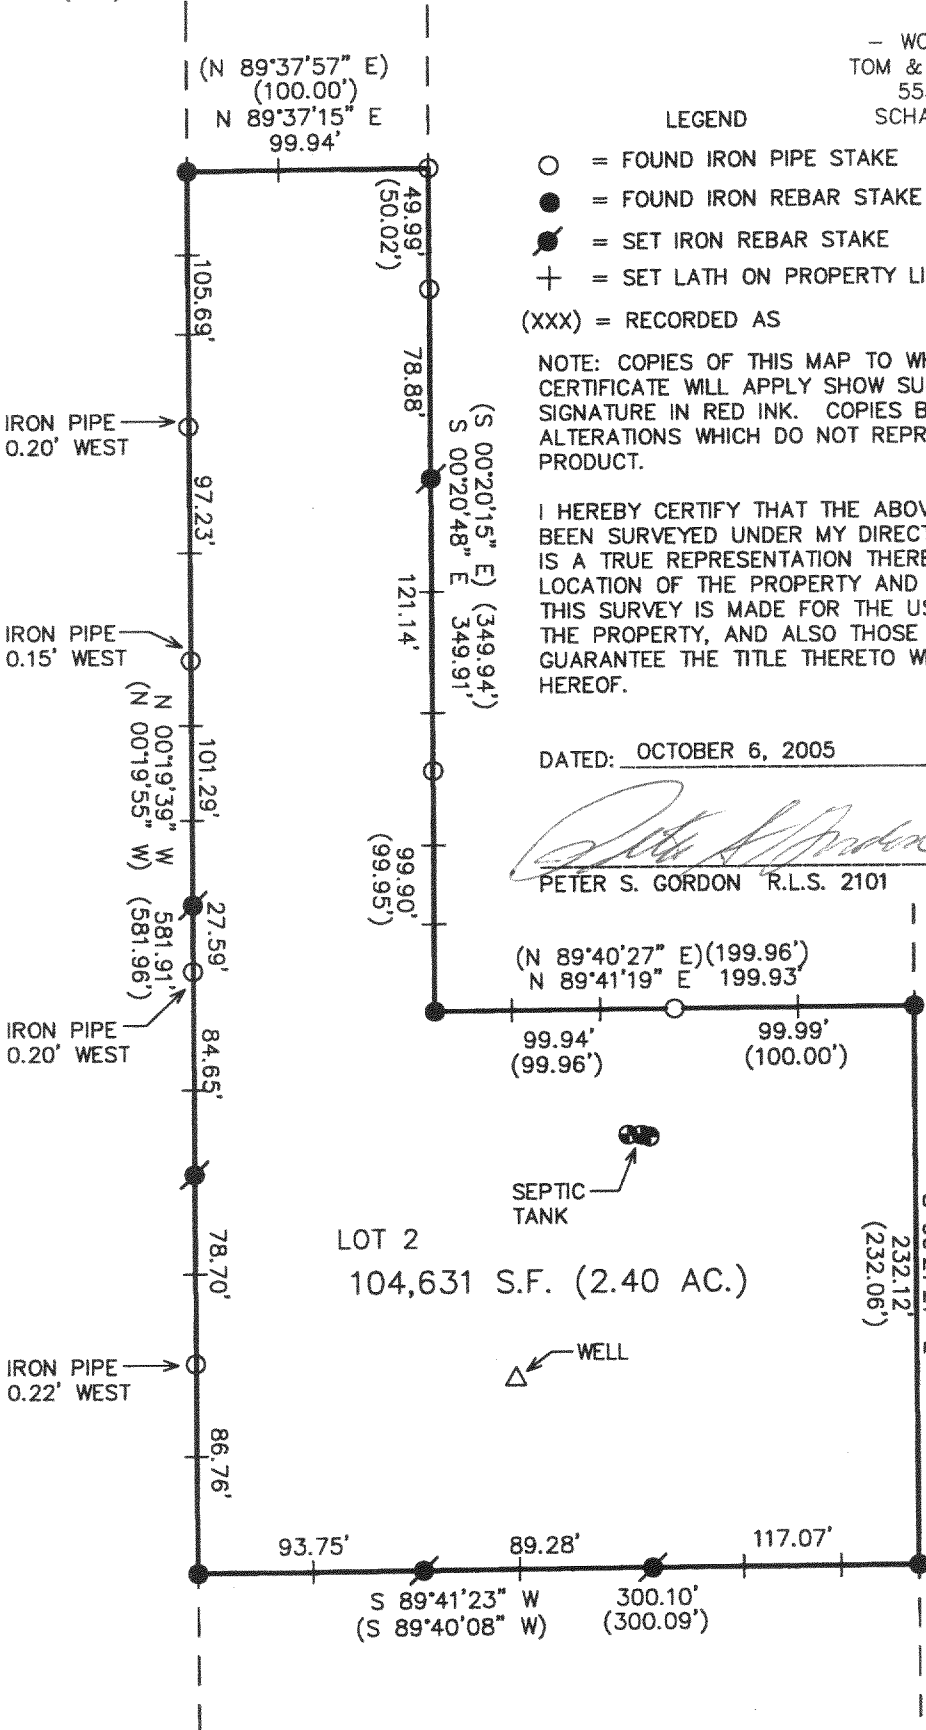 (N 89°37'57" E)
(100.00')
N 89°37'15" E
99.94'
– WO
TOM &
55
SCHA
LEGEND
= FOUND IRON PIPE STAKE
= FOUND IRON REBAR STAKE
= SET IRON REBAR STAKE
= SET LATH ON PROPERTY LI
(XXX) = RECORDED AS
NOTE: COPIES OF THIS MAP TO WH
CERTIFICATE WILL APPLY SHOW SU
SIGNATURE IN RED INK. COPIES B
ALTERATIONS WHICH DO NOT REPR
PRODUCT.
I HEREBY CERTIFY THAT THE ABOV
BEEN SURVEYED UNDER MY DIRECT
IS A TRUE REPRESENTATION THERE
LOCATION OF THE PROPERTY AND
THIS SURVEY IS MADE FOR THE US
THE PROPERTY, AND ALSO THOSE
GUARANTEE THE TITLE THERETO W
HEREOF.
DATED: OCTOBER 6, 2005
PETER S. GORDON R.L.S. 2101
49.99'
(50.02')
78.88'
(S 00°20'15" E) (349.94')
S 00°20'48" E 349.91'
121.14'
99.90'
(99.95')
105.69'
IRON PIPE
0.20' WEST
97.23'
IRON PIPE
0.15' WEST
101.29'
N 00°19'39" W 581.91'
(N 00°19'55" W) (581.96')
27.59'
IRON PIPE
0.20' WEST
84.65'
78.70'
IRON PIPE
0.22' WEST
86.76'
(N 89°40'27" E)(199.96')
N 89°41'19" E 199.93'
99.94'
(99.96')
99.99'
(100.00')
SEPTIC
TANK
LOT 2
104,631 S.F. (2.40 AC.)
WELL
232.12'
(232.06')
93.75'
89.28'
117.07'
S 89°41'23" W 300.10'
(S 89°40'08" W) (300.09')